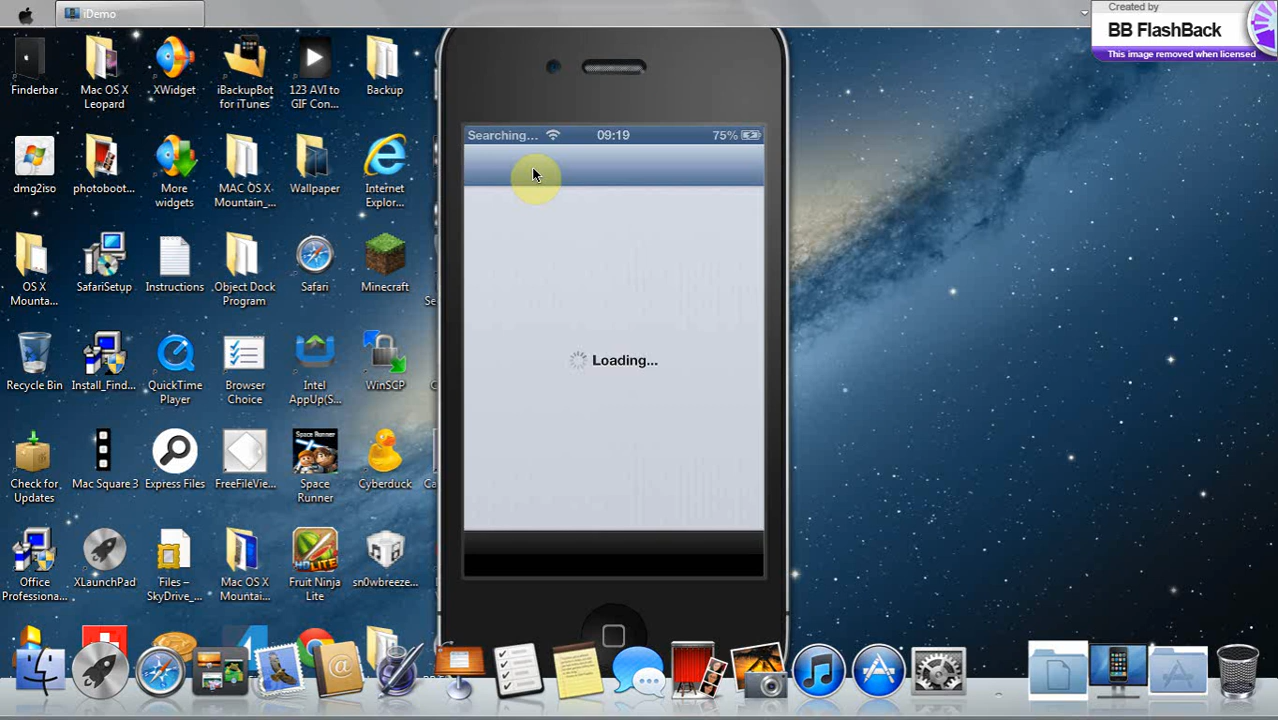 iDemo
Created by
BB FlashBack
This image removed when licensed
Finderbar
Mac OS X
Leopard
XWidget
iBackupBot
for iTunes
123 AVI to
GIF Con...
Backup
Searching...
09:19
75%
dmg2iso
photoboot...
More
widgets
MAC OS X
Mountain_...
Wallpaper
Internet
Explor...
OS X
Mounta...
SafariSetup
Instructions
Object Dock
Program
Safari
Minecraft
Loading...
Recycle Bin
Install_Find...
QuickTime
Player
Browser
Choice
Intel
AppUp(S...
WinSCP
Check for
Updates
Mac Square 3
Express Files
FreeFileVie...
Space
Runner
Cyberduck
Office
Professiona...
XLaunchPad
Files –
SkyDrive_...
Mac OS X
Mountai...
Fruit Ninja
Lite
sn0wbreeze...